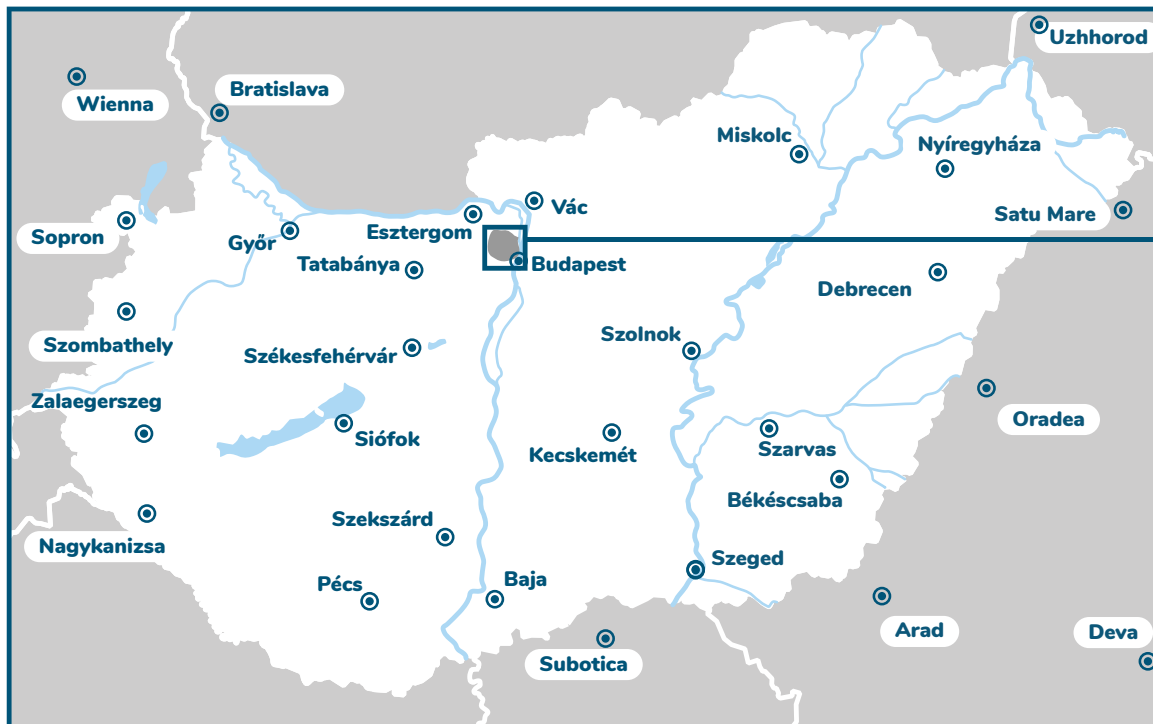 Uzhhorod
Wienna
Bratislava
Miskolc
Nyíregyháza
Vác
Satu Mare
Sopron
Győr
Esztergom
Tatabánya
Budapest
Debrecen
Szombathely
Székesfehérvár
Szolnok
Zalaegerszeg
Siófok
Oradea
Kecskemét
Szarvas
Békéscsaba
Szekszárd
Nagykanizsa
Szeged
Pécs
Baja
Arad
Deva
Subotica